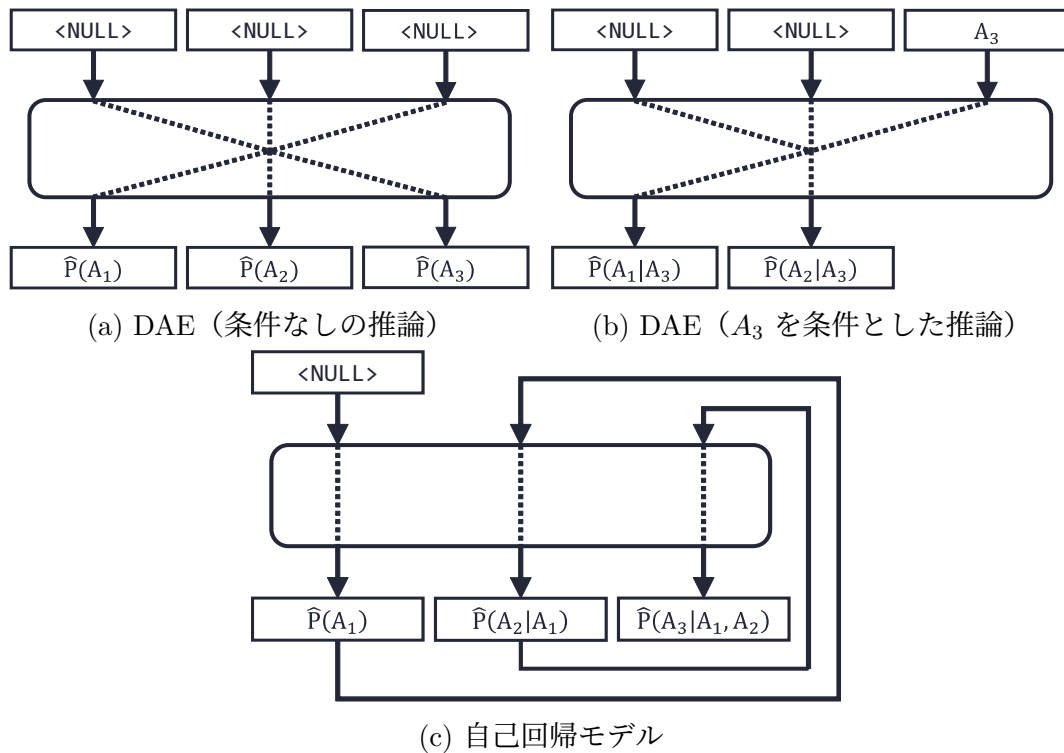 <NULL> <NULL> <NULL> <NULL> <NULL> A₃
P̂(A₁) P̂(A₂) P̂(A₃) P̂(A₁|A₃) P̂(A₂|A₃)
(a) DAE（条件なしの推論） (b) DAE（A₃ を条件とした推論）
<NULL>
P̂(A₁) P̂(A₂|A₁) P̂(A₃|A₁, A₂)
(c) 自己回帰モデル